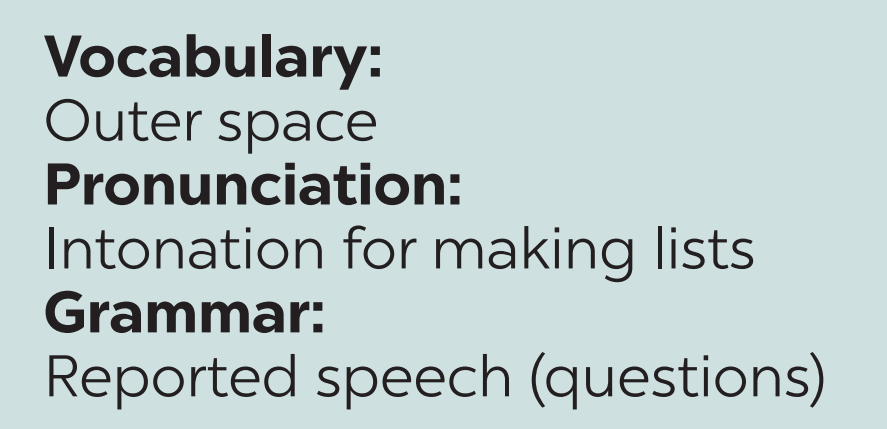 Vocabulary:
Outer space
Pronunciation:
Intonation for making lists
Grammar:
Reported speech (questions)